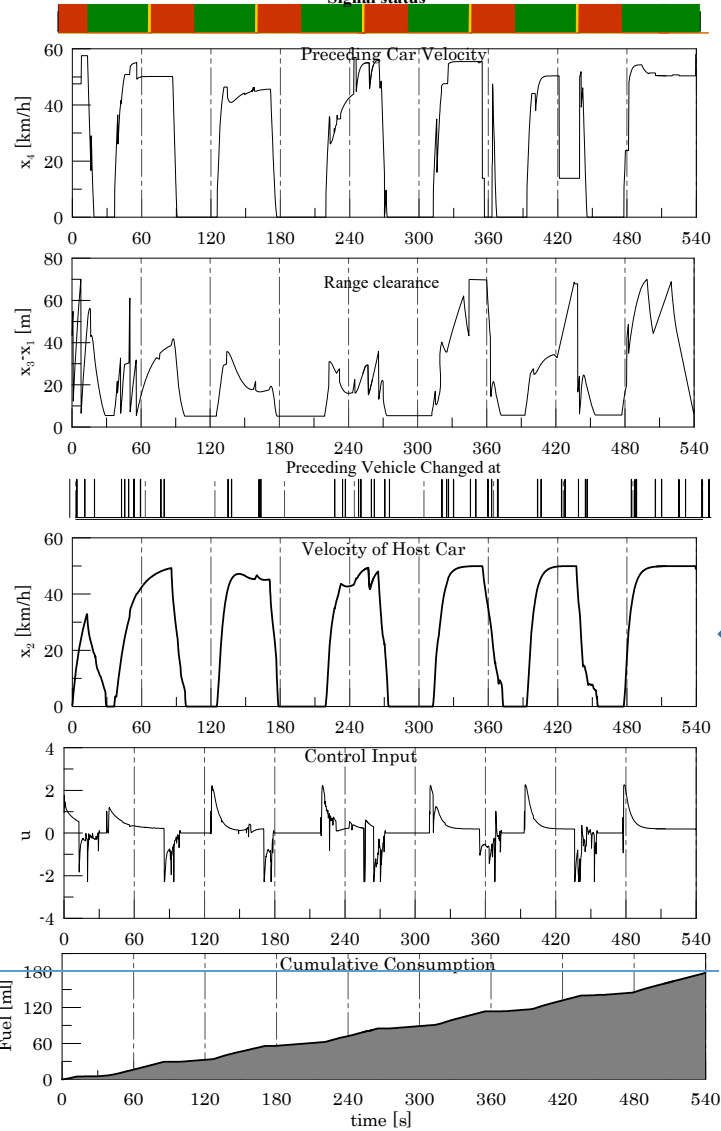 Signal status
Preceding Car Velocity
x4 [km/h]
60
40
20
0
0 60 120 180 240 300 360 420 480 540
Range clearance
x3-x1 [m]
80
60
40
20
0
0 60 120 180 240 300 360 420 480 540
Preceding Vehicle Changed at
Velocity of Host Car
x2 [km/h]
60
40
20
0
0 60 120 180 240 300 360 420 480 540
Control Input
u
4
2
0
-2
-4
0 60 120 180 240 300 360 420 480 540
Cumulative Consumption
Fuel [ml]
180
120
60
0
0 60 120 180 240 300 360 420 480 540
time [s]